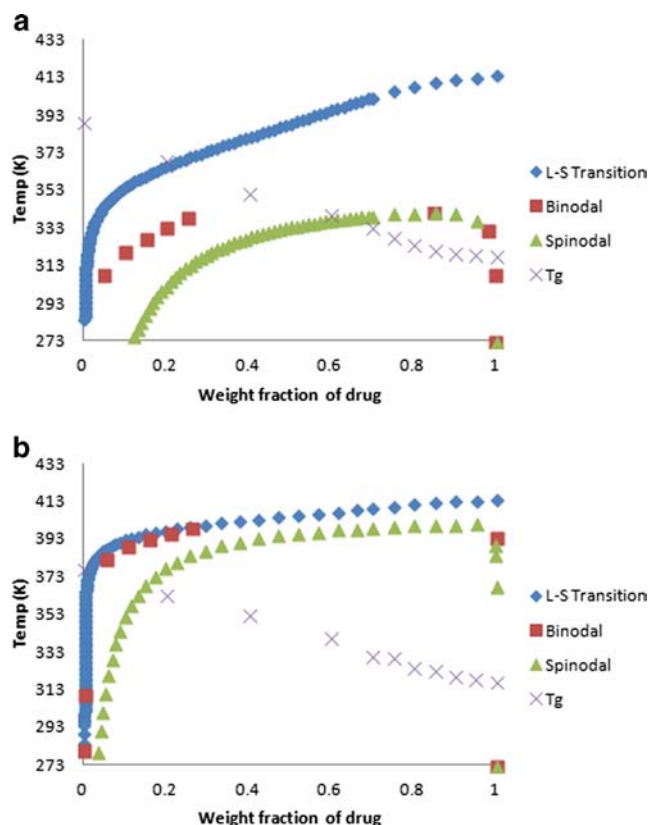 a
433
413
393
373
353
333
313
293
273
Temp (K)
0 0.2 0.4 0.6 0.8 1
Weight fraction of drug
L-S Transition
Binodal
Spinodal
Tg
b
433
413
393
373
353
333
313
293
273
Temp (K)
0 0.2 0.4 0.6 0.8 1
Weight fraction of drug
L-S Transition
Binodal
Spinodal
Tg